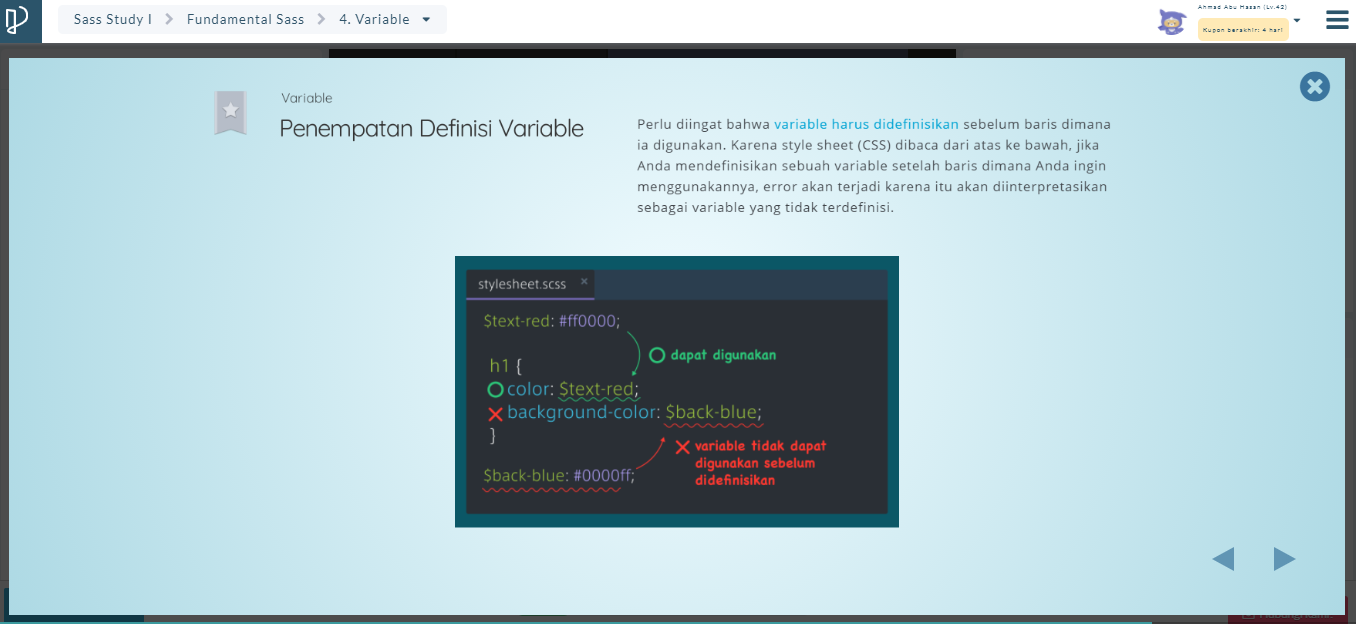 Sass Study I > Fundamental Sass > 4. Variable
Ahmad Abu Hasan (Lv.42)
Kupon berakhir: 4 hari
Variable
Penempatan Definisi Variable
Perlu diingat bahwa variable harus didefinisikan sebelum baris dimana
ia digunakan. Karena style sheet (CSS) dibaca dari atas ke bawah, jika
Anda mendefinisikan sebuah variable setelah baris dimana Anda ingin
menggunakannya, error akan terjadi karena itu akan diinterpretasikan
sebagai variable yang tidak terdefinisi.
stylesheet.scss ×
$text-red: #ff0000;
dapat digunakan
h1 {
color: $text-red;
background-color: $back-blue;
}
variable tidak dapat
digunakan sebelum
didefinisikan
$back-blue: #0000ff;